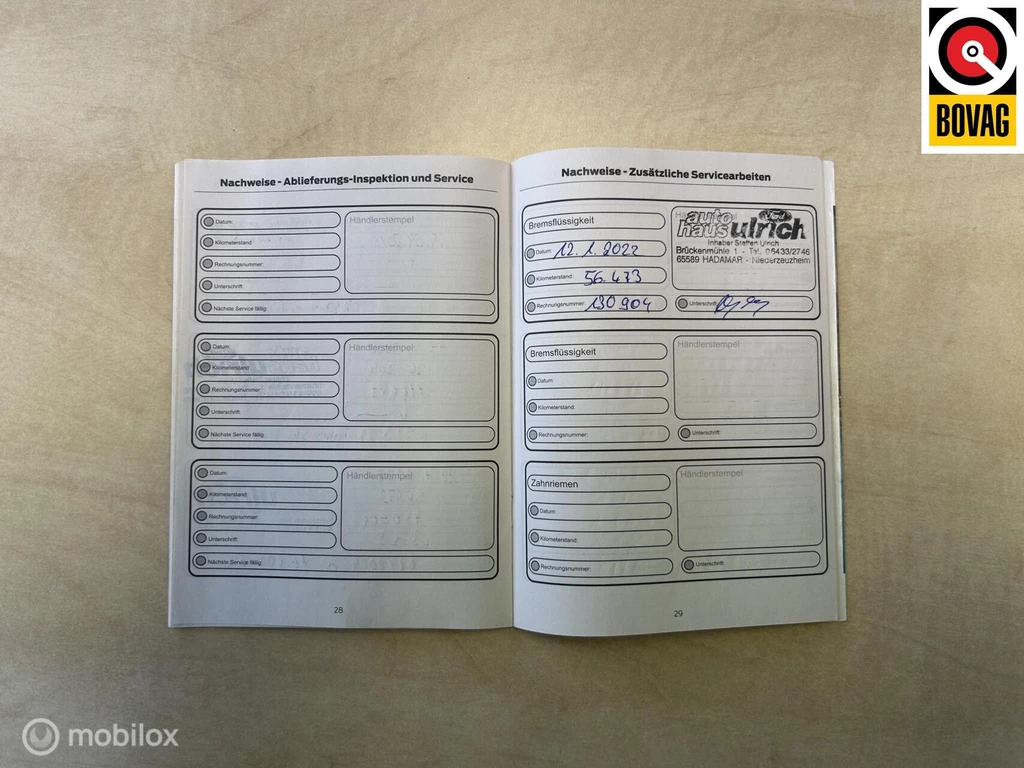 BOVAG
Nachweise - Ablieferungs-Inspektion und Service
Datum:
Händlerstempel
Kilometerstand
Rechnungsnummer:
Unterschrift:
Nächste Service fällig:
Datum:
Händlerstempel
Kilometerstand
Rechnungsnummer:
Unterschrift:
Nächste Service fällig:
Datum:
Händlerstempel
Kilometerstand:
Rechnungsnummer:
Unterschrift:
Nächste Service fällig:
28
Nachweise - Zusätzliche Servicearbeiten
Bremsflüssigkeit
Datum: 12.1.2022
Kilometerstand: 56.473
Rechnungsnummer: 130904
auto
haus ulrich
Ford
Inhaber Steffen Ulrich
Brückenmühle 1 - Tel. 06433/2746
65589 HADAMAR - Niederzeuzheim
Unterschrift:
Bremsflüssigkeit
Händlerstempel
Datum:
Kilometerstand:
Rechnungsnummer:
Unterschrift:
Zahnriemen
Händlerstempel
Datum:
Kilometerstand:
Rechnungsnummer:
Unterschrift:
29
mobilox